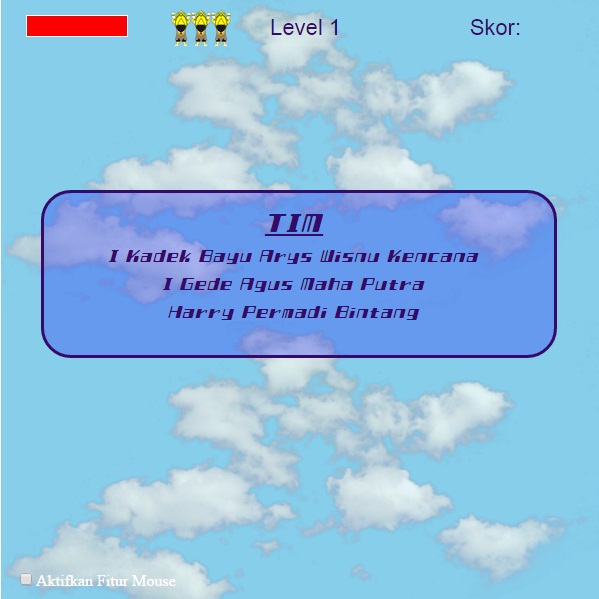 Level 1 Skor:
TIM
I Kadek Bayu Arys Wisnu Kencana
I Gede Agus Maha Putra
Harry Permadi Bintang
Aktifkan Fitur Mouse